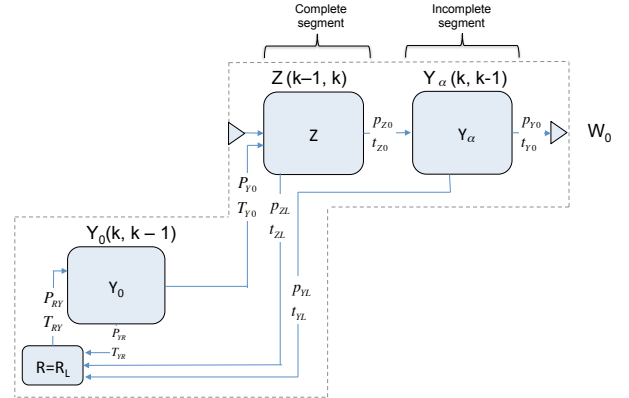 Complete
segment
Incomplete
segment
Z (k–1, k)
Y α (k, k-1)
Z
pZ0
tZ0
Yα
pY0
tY0
W0
PY0
TY0
pZL
tZL
Y0(k, k – 1)
Y0
PRY
TRY
PYR
TYR
pYL
tYL
R=RL